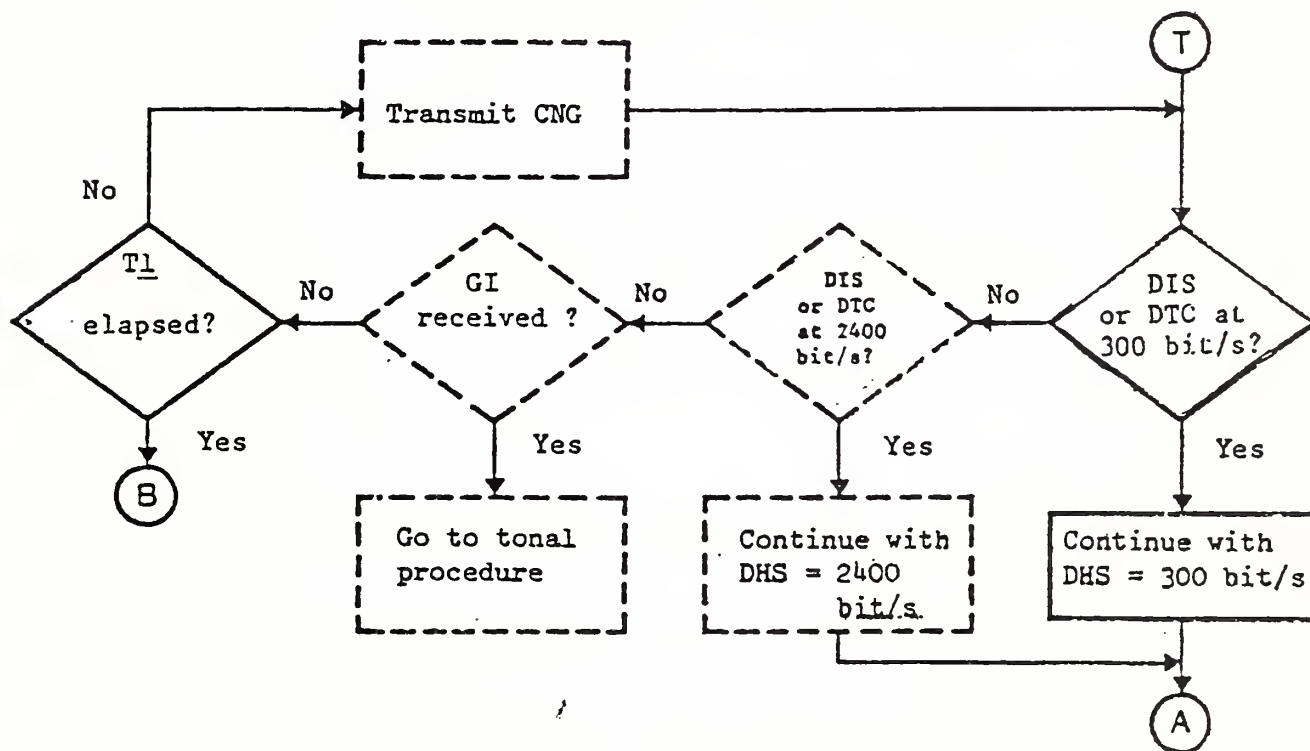 T
Transmit CNG
No
T1
elapsed?
No
GI
received ?
No
DIS
or DTC
at 2400
bit/s?
No
DIS
or DTC at
300 bit/s?
Yes
B
Yes
Go to tonal
procedure
Yes
Continue with
DHS = 2400
bit/s.
Yes
Continue with
DHS = 300 bit/s
A